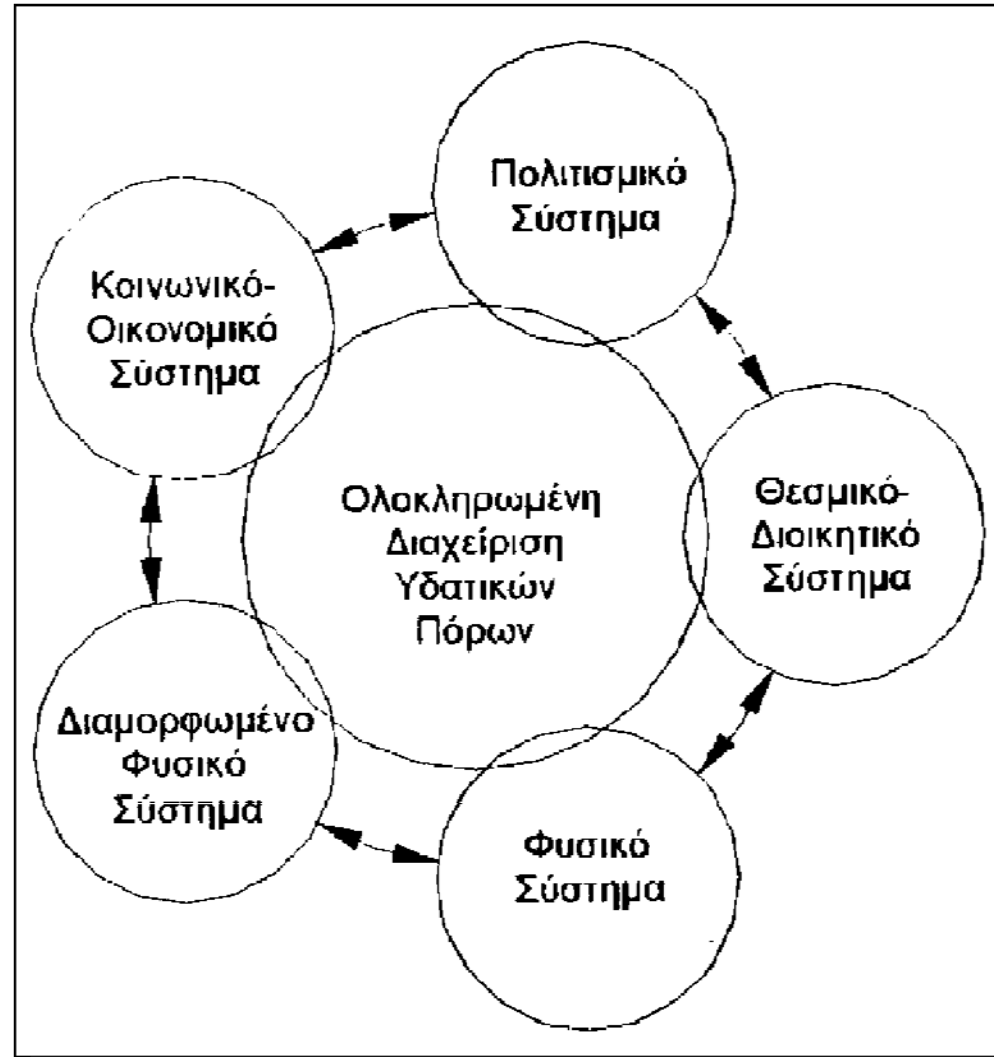 Πολιτισμικό
Σύστημα
Κοινωνικό-
Οικονομικό
Σύστημα
Ολοκληρωμένη
Διαχείριση
Υδατικών
Πόρων
Θεσμικό-
Διοικητικό
Σύστημα
Διαμορφωμένο
Φυσικό
Σύστημα
Φυσικό
Σύστημα